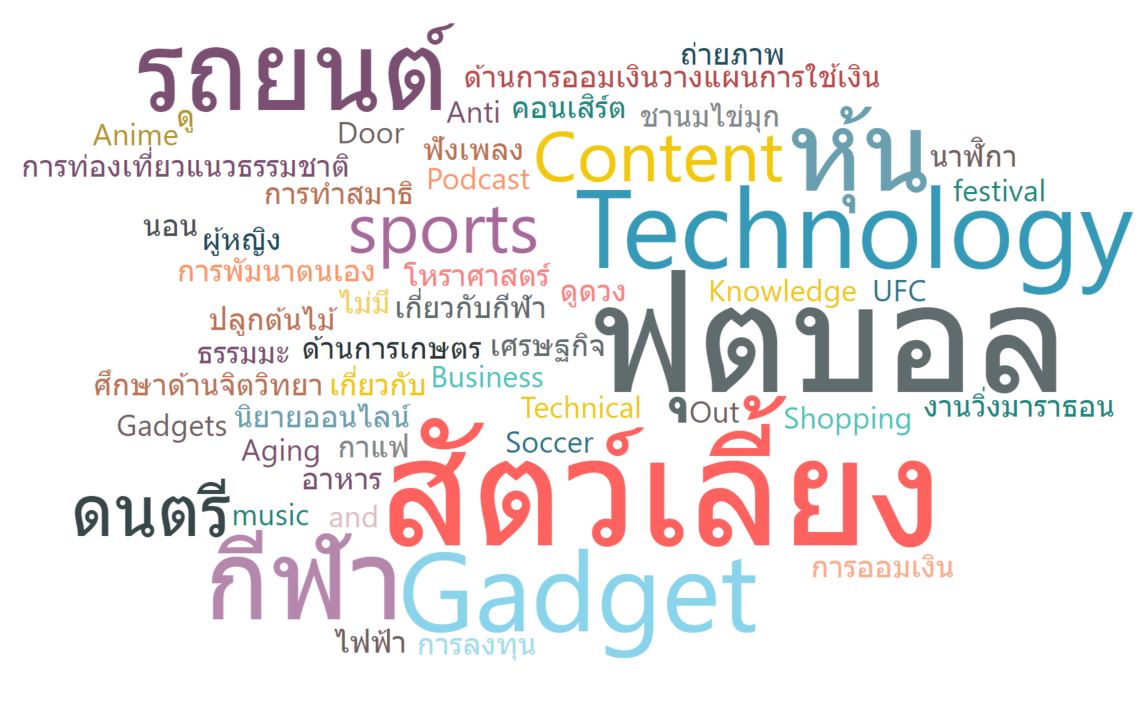 รถยนต์
ถ่ายภาพ
ด้านการออมเงินวางแผนการใช้เงิน
ดู
Anti
คอนเสิร์ต
ชานมไข่มุก
Anime
Door
ฟังเพลง
Content
หุ้น
นาฬิกา
การท่องเที่ยวแนวธรรมชาติ
Podcast
การทำสมาธิ
festival
นอน
ผู้หญิง
sports
Technology
การพัมนาตนเอง
โหราศาสตร์
ดูดวง
Knowledge
UFC
ไม่มี
เกี่ยวกับกีฬา
ปลูกต้นไม้
ฟุตบอล
ธรรมมะ
ด้านการเกษตร
เศรษฐกิจ
ศึกษาด้านจิตวิทยา
เกี่ยวกับ
Business
Technical
Out
Shopping
งานวิ่งมาราธอน
Gadgets
นิยายออนไลน์
Aging
กาแฟ
Soccer
อาหาร
สัตว์เลี้ยง
ดนตรี
music
and
กีฬา
Gadget
การออมเงิน
ไฟฟ้า
การลงทุน